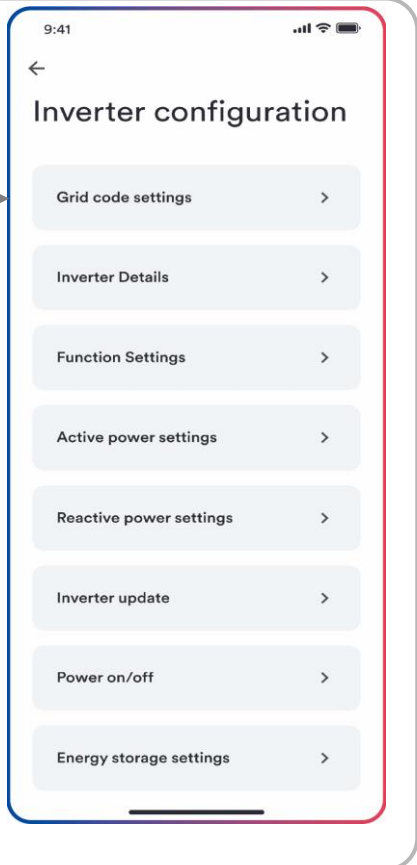 9:41
Inverter configuration
Grid code settings
Inverter Details
Function Settings
Active power settings
Reactive power settings
Inverter update
Power on/off
Energy storage settings